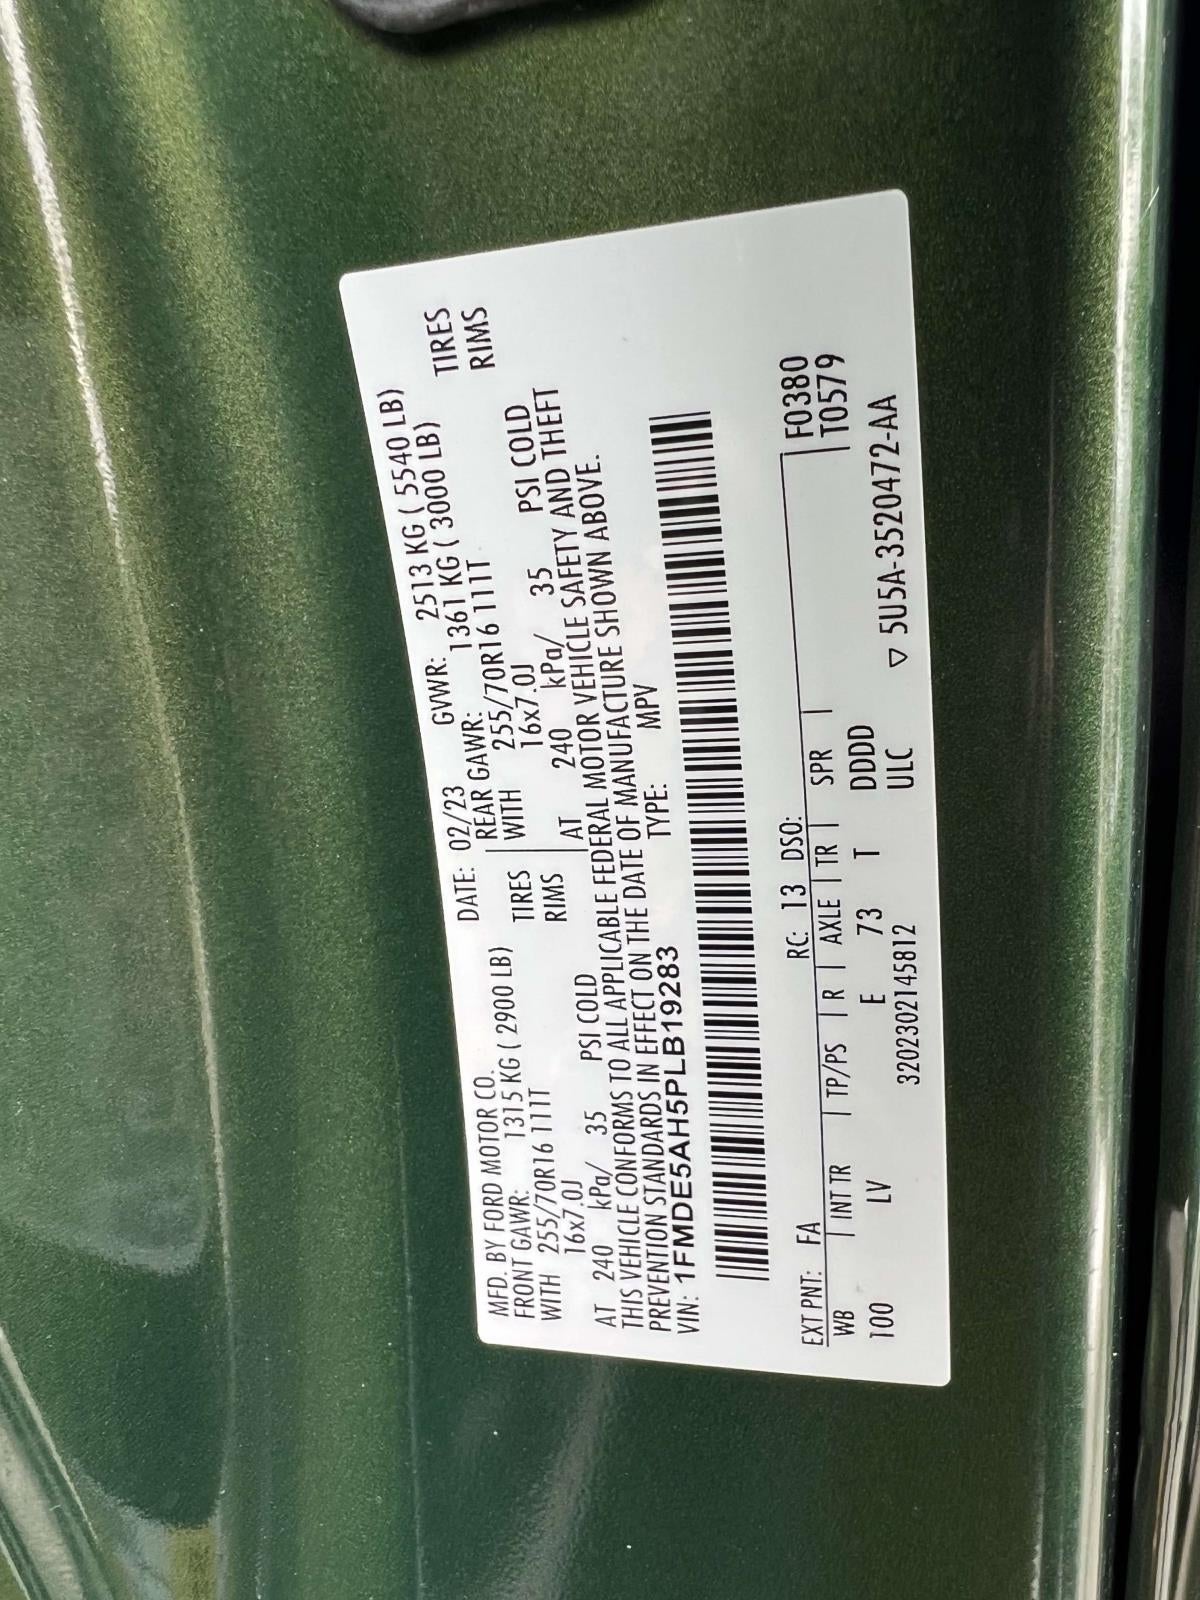 MFD. BY FORD MOTOR CO. DATE: 02/23 GVWR: 2513 KG ( 5540 LB)
FRONT GAWR: 1315 KG ( 2900 LB) REAR GAWR: 1361 KG ( 3000 LB)
WITH 255/70R16 111T TIRES WITH 255/70R16 111T TIRES
16x7.0J RIMS 16x7.0J RIMS
AT 240 kPa/ 35 PSI COLD AT 240 kPa/ 35 PSI COLD
THIS VEHICLE CONFORMS TO ALL APPLICABLE FEDERAL MOTOR VEHICLE SAFETY AND THEFT
PREVENTION STANDARDS IN EFFECT ON THE DATE OF MANUFACTURE SHOWN ABOVE.
VIN: 1FMDE5AH5PLB19283 TYPE: MPV
EXT PNT: FA RC: 13 DSO: F0380
WB INT TR TP/PS R AXLE TR SPR T0579
100 LV E 73 T DDDD
320230214581​2 ULC ▽ 5U5A-3520472-AA